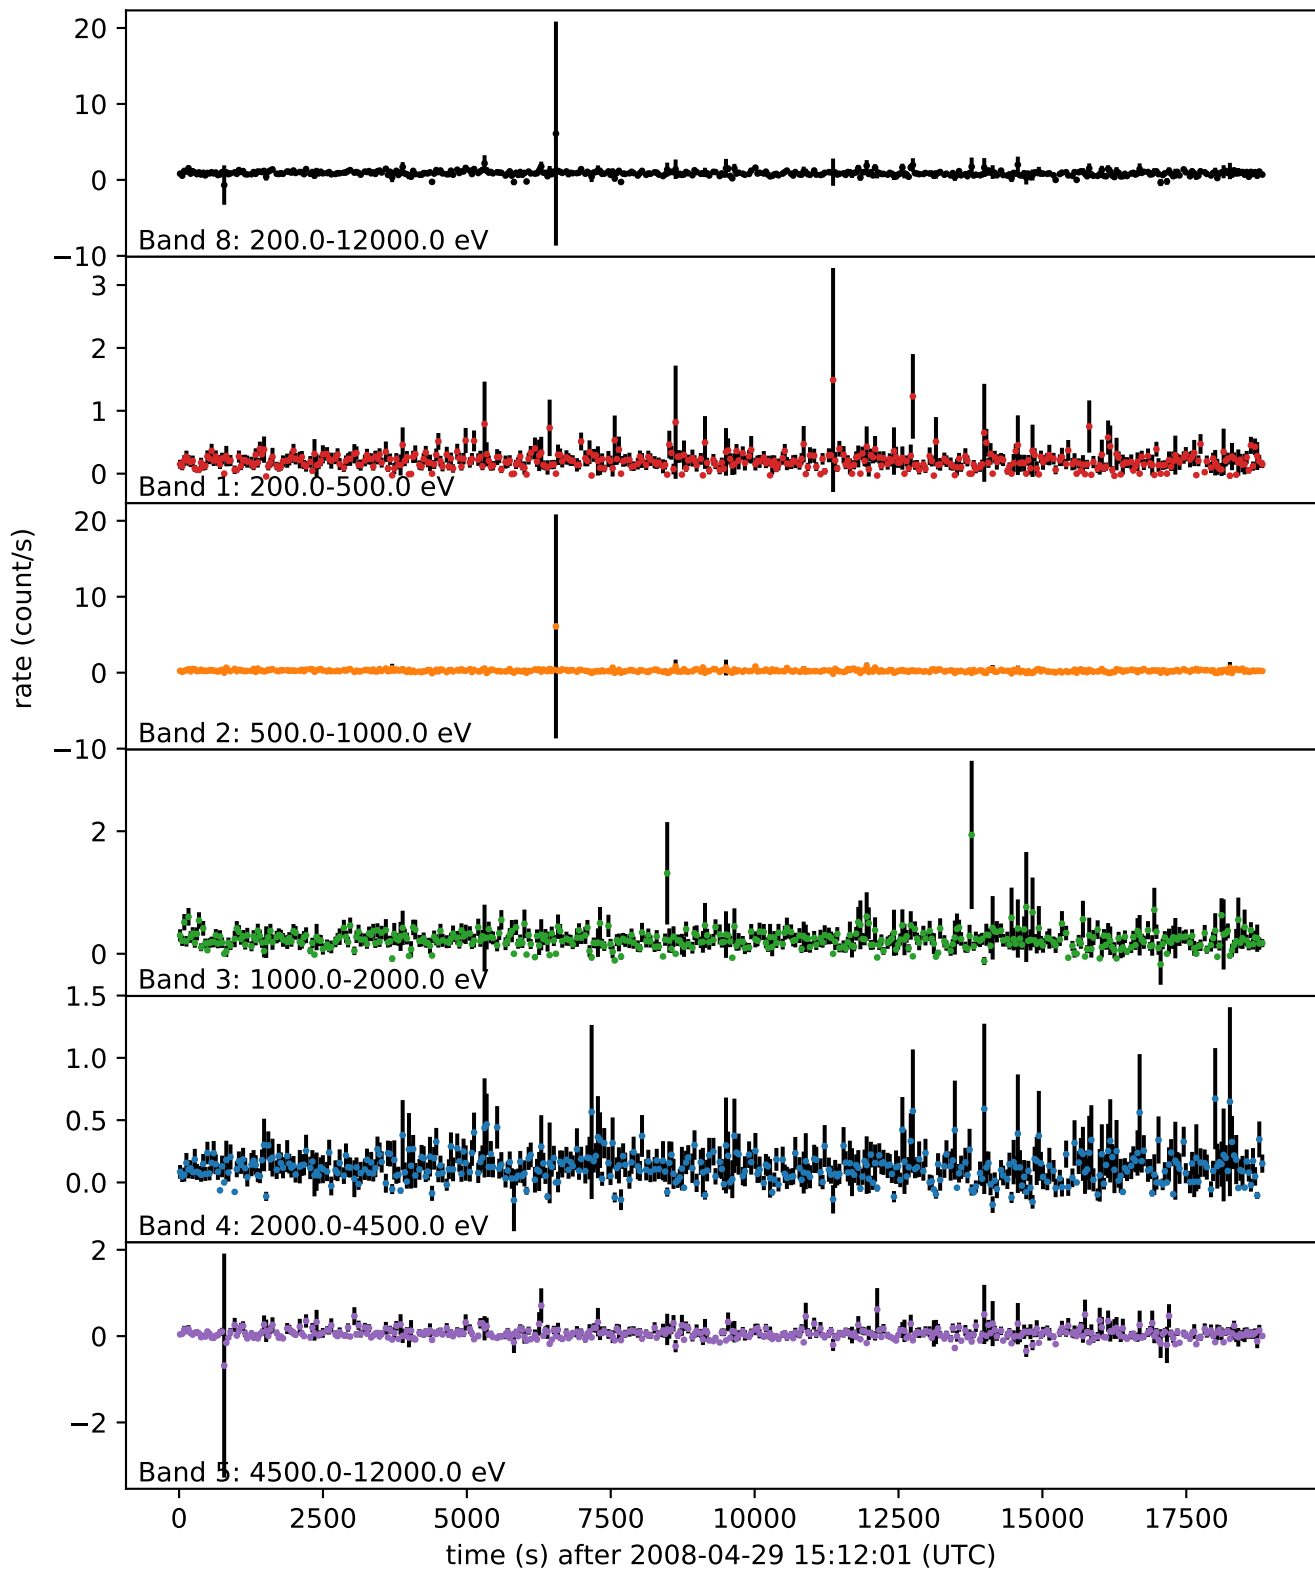 20
10
0
−10
Band 8: 200.0-12000.0 eV
3
2
1
0
Band 1: 200.0-500.0 eV
rate (count/s)
20
10
0
−10
Band 2: 500.0-1000.0 eV
2
0
Band 3: 1000.0-2000.0 eV
1.5
1.0
0.5
0.0
Band 4: 2000.0-4500.0 eV
2
0
−2
Band 5: 4500.0-12000.0 eV
0 2500 5000 7500 10000 12500 15000 17500
time (s) after 2008-04-29 15:12:01 (UTC)